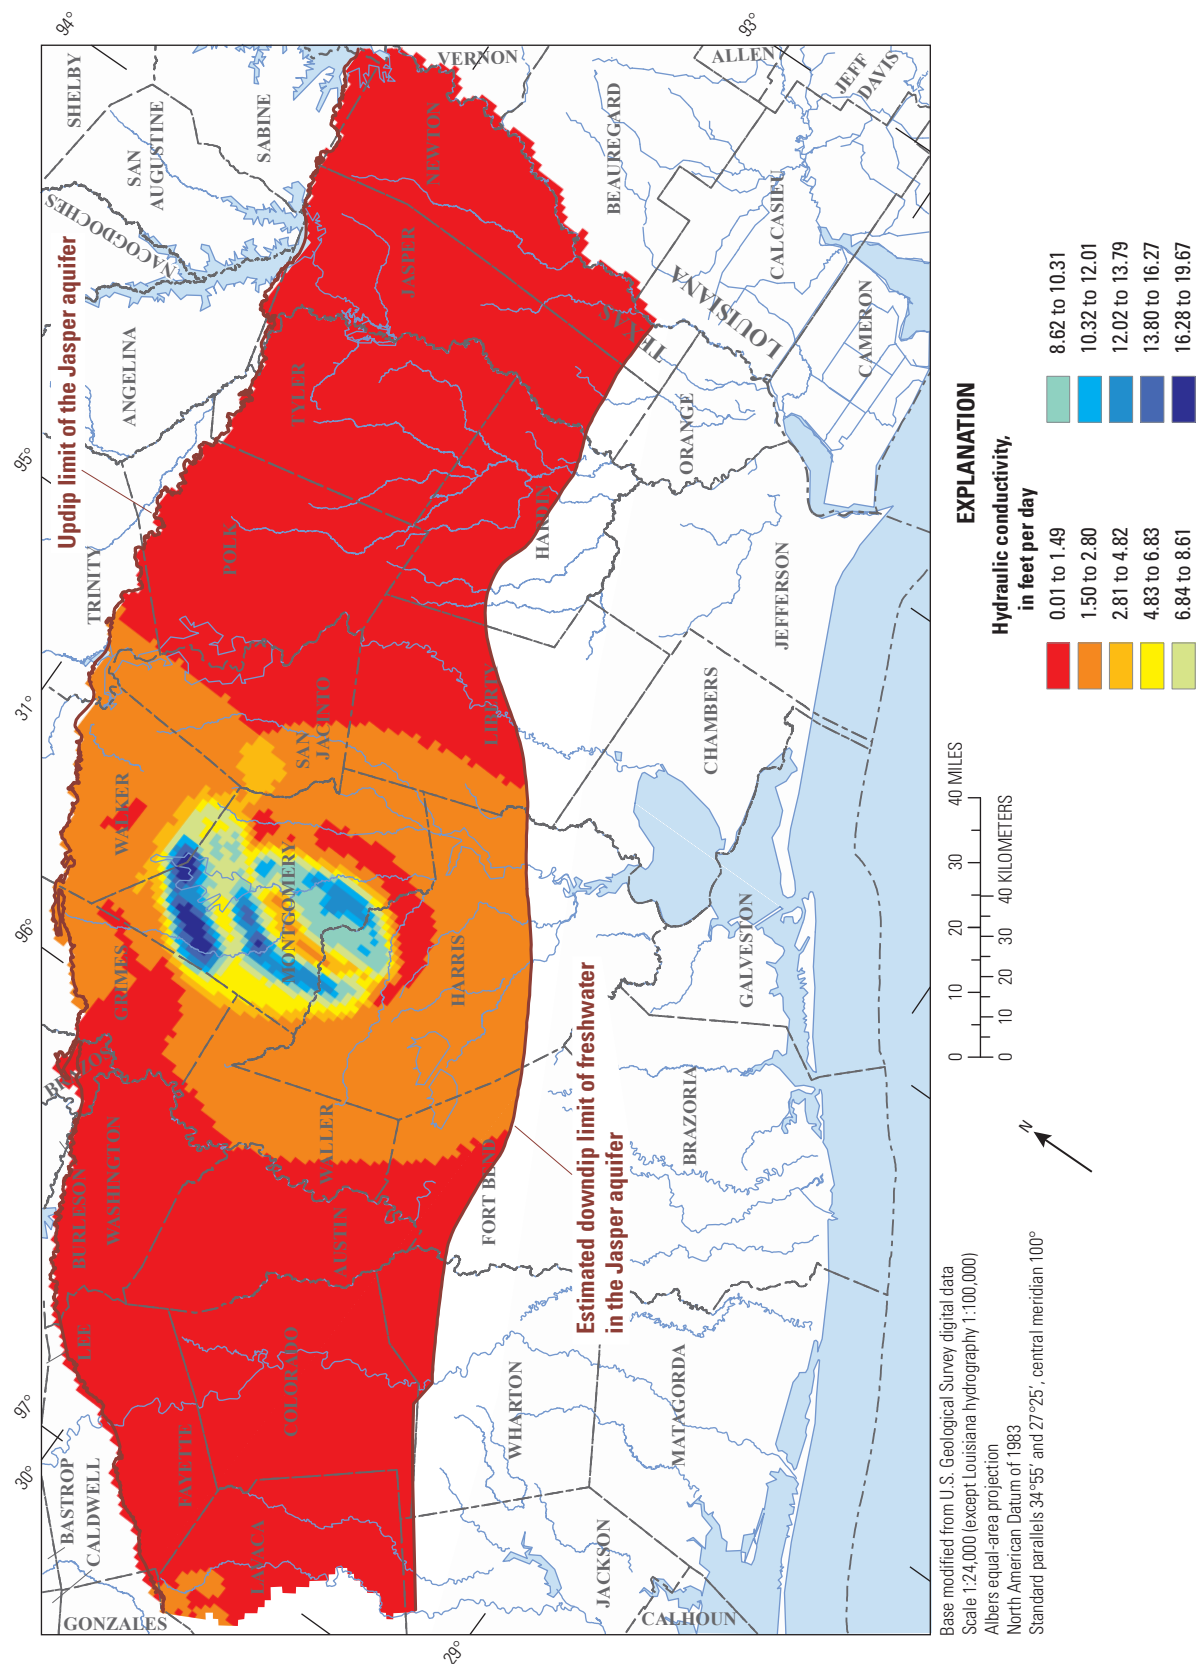 94°
93°
95°
31°
96°
97°
30°
29°
SHELBY
SAN
AUGUSTINE
SABINE
NACOGDOCHES
ANGELINA
TRINITY
VERNON
ALLEN
JEFF
DAVIS
BEAUREGARD
CALCASIEU
CAMERON
NEWTON
JASPER
TYLER
POLK
HARDIN
ORANGE
TEXAS
LOUISIANA
JEFFERSON
CHAMBERS
LIBERTY
SAN
JACINTO
WALKER
MONTGOMERY
GRIMES
HARRIS
GALVESTON
BRAZOS
BURLESON
WASHINGTON
WALLER
AUSTIN
FORT BEND
BRAZORIA
LEE
FAYETTE
COLORADO
WHARTON
MATAGORDA
BASTROP
CALDWELL
GONZALES
LAVACA
JACKSON
CALHOUN
Updip limit of the Jasper aquifer
Estimated downdip limit of freshwater
in the Jasper aquifer
Base modified from U.S. Geological Survey digital data
Scale 1:24,000 (except Louisiana hydrography 1:100,000)
Albers equal-area projection
North American Datum of 1983
Standard parallels 34°55′ and 27°25′, central meridian 100°
N
0 10 20 30 40 MILES
0 10 20 30 40 KILOMETERS
EXPLANATION
Hydraulic conductivity,
in feet per day
0.01 to 1.49
1.50 to 2.80
2.81 to 4.82
4.83 to 6.83
6.84 to 8.61
8.62 to 10.31
10.32 to 12.01
12.02 to 13.79
13.80 to 16.27
16.28 to 19.67